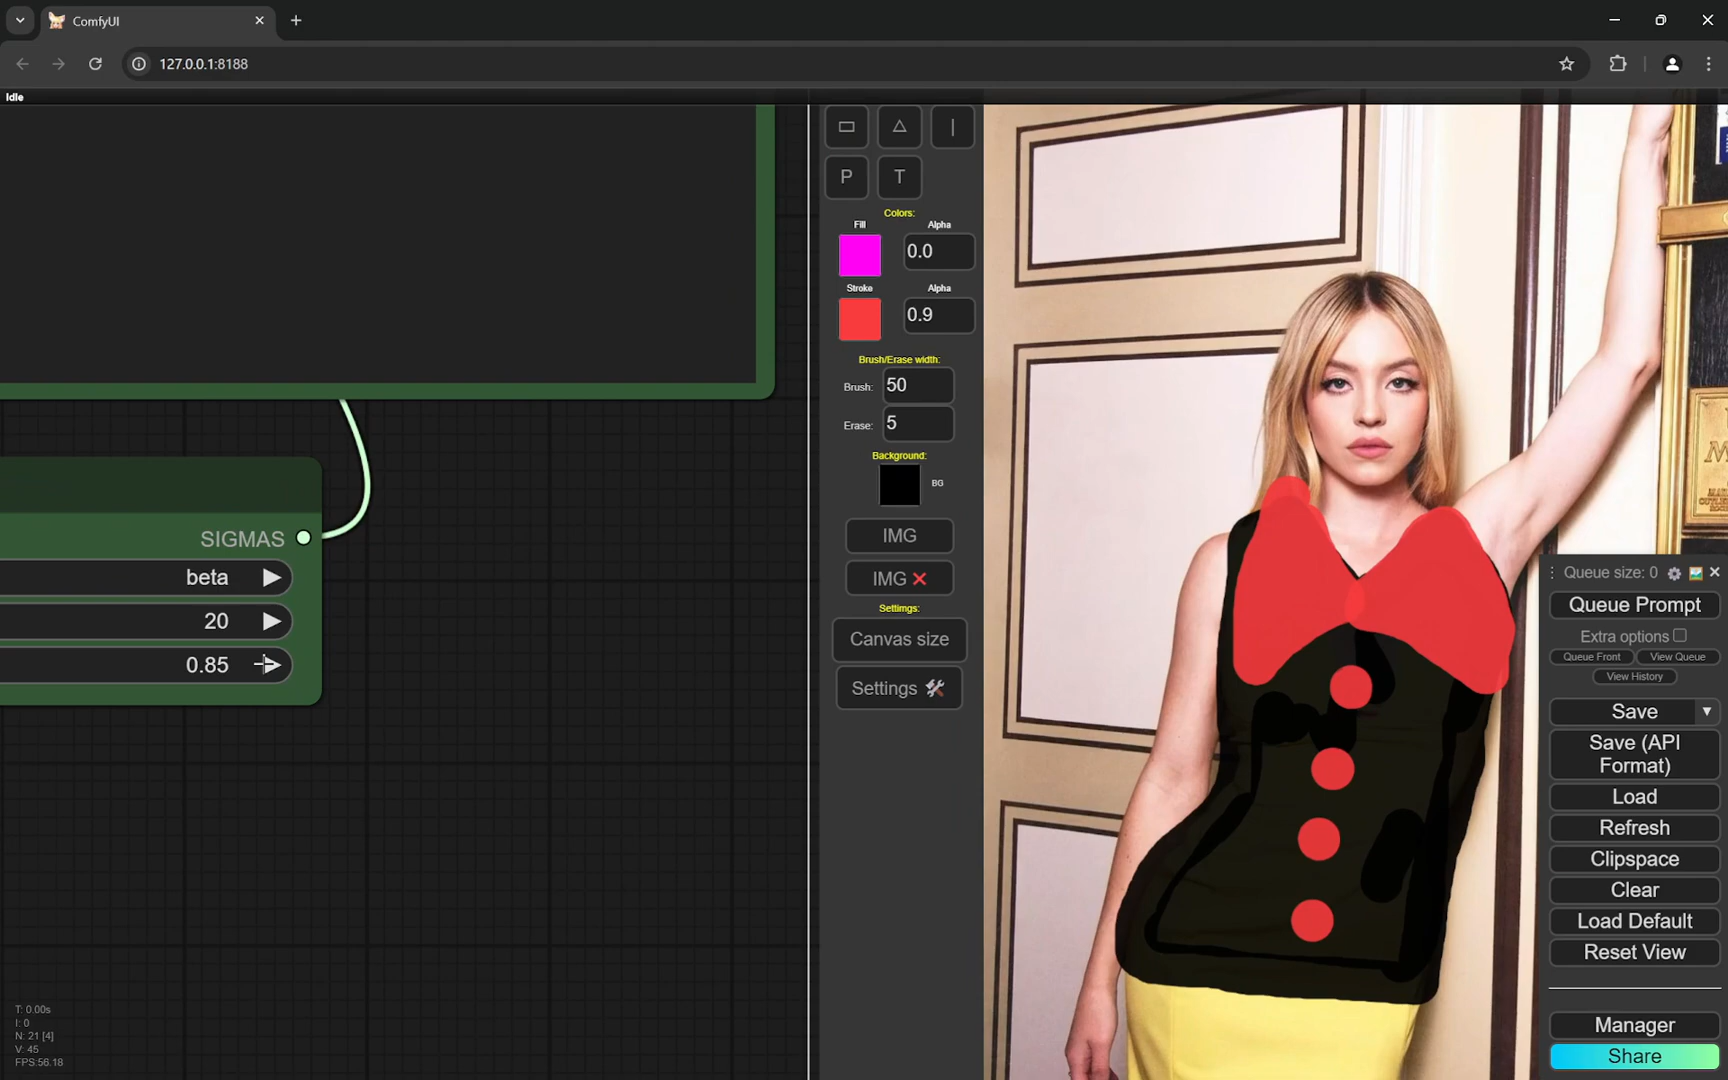 ComfyUI
127.0.0.1:8188
Idle
P
T
Colors:
Fill
Alpha
0.0
Stroke
Alpha
0.9
Brush/Erase width:
Brush:
50
Erase:
5
Background:
BG
IMG
IMG
Settimgs:
Canvas size
Settings
SIGMAS
beta
20
0.85
Queue size: 0
Queue Prompt
Extra options
Queue Front
View Queue
View History
Save
Save (API
Format)
Load
Refresh
Clipspace
Clear
Load Default
Reset View
Manager
Share
T: 0.00s
I: 0
N: 21 [4]
V: 45
FPS:56.18